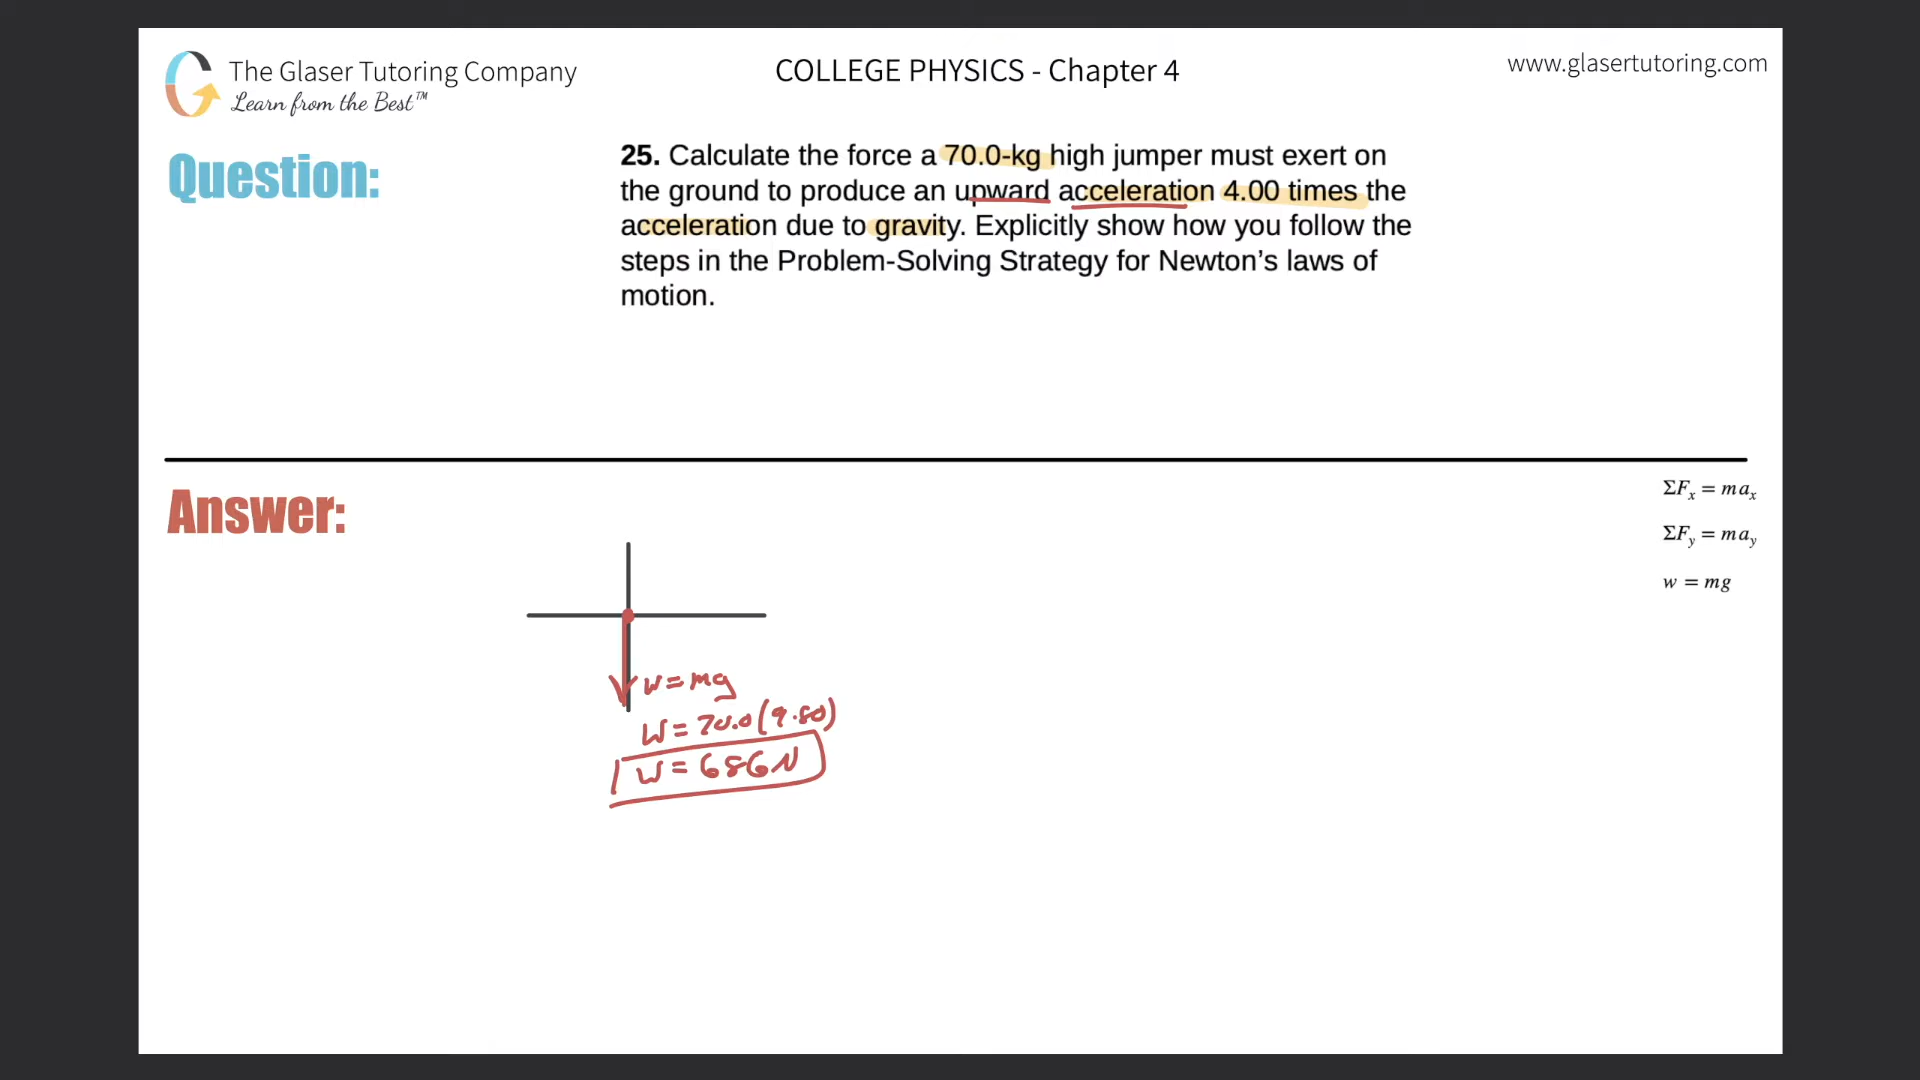 The Glaser Tutoring Company
Learn from the Best™
COLLEGE PHYSICS - Chapter 4
www.glasertutoring.com
Question:
25. Calculate the force a 70.0-kg high jumper must exert on
the ground to produce an upward acceleration 4.00 times the
acceleration due to gravity. Explicitly show how you follow the
steps in the Problem-Solving Strategy for Newton’s laws of
motion.
Answer:
ΣFx = max
ΣFy = may
w = mg
w = mg
W = 70.0(9.80)
W = 686N